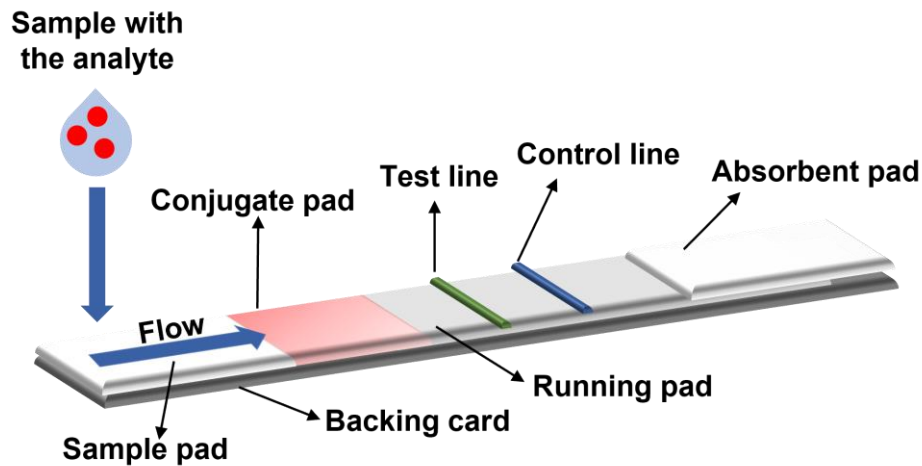 Sample with
the analyte
Conjugate pad
Test line
Control line
Absorbent pad
Flow
Running pad
Backing card
Sample pad